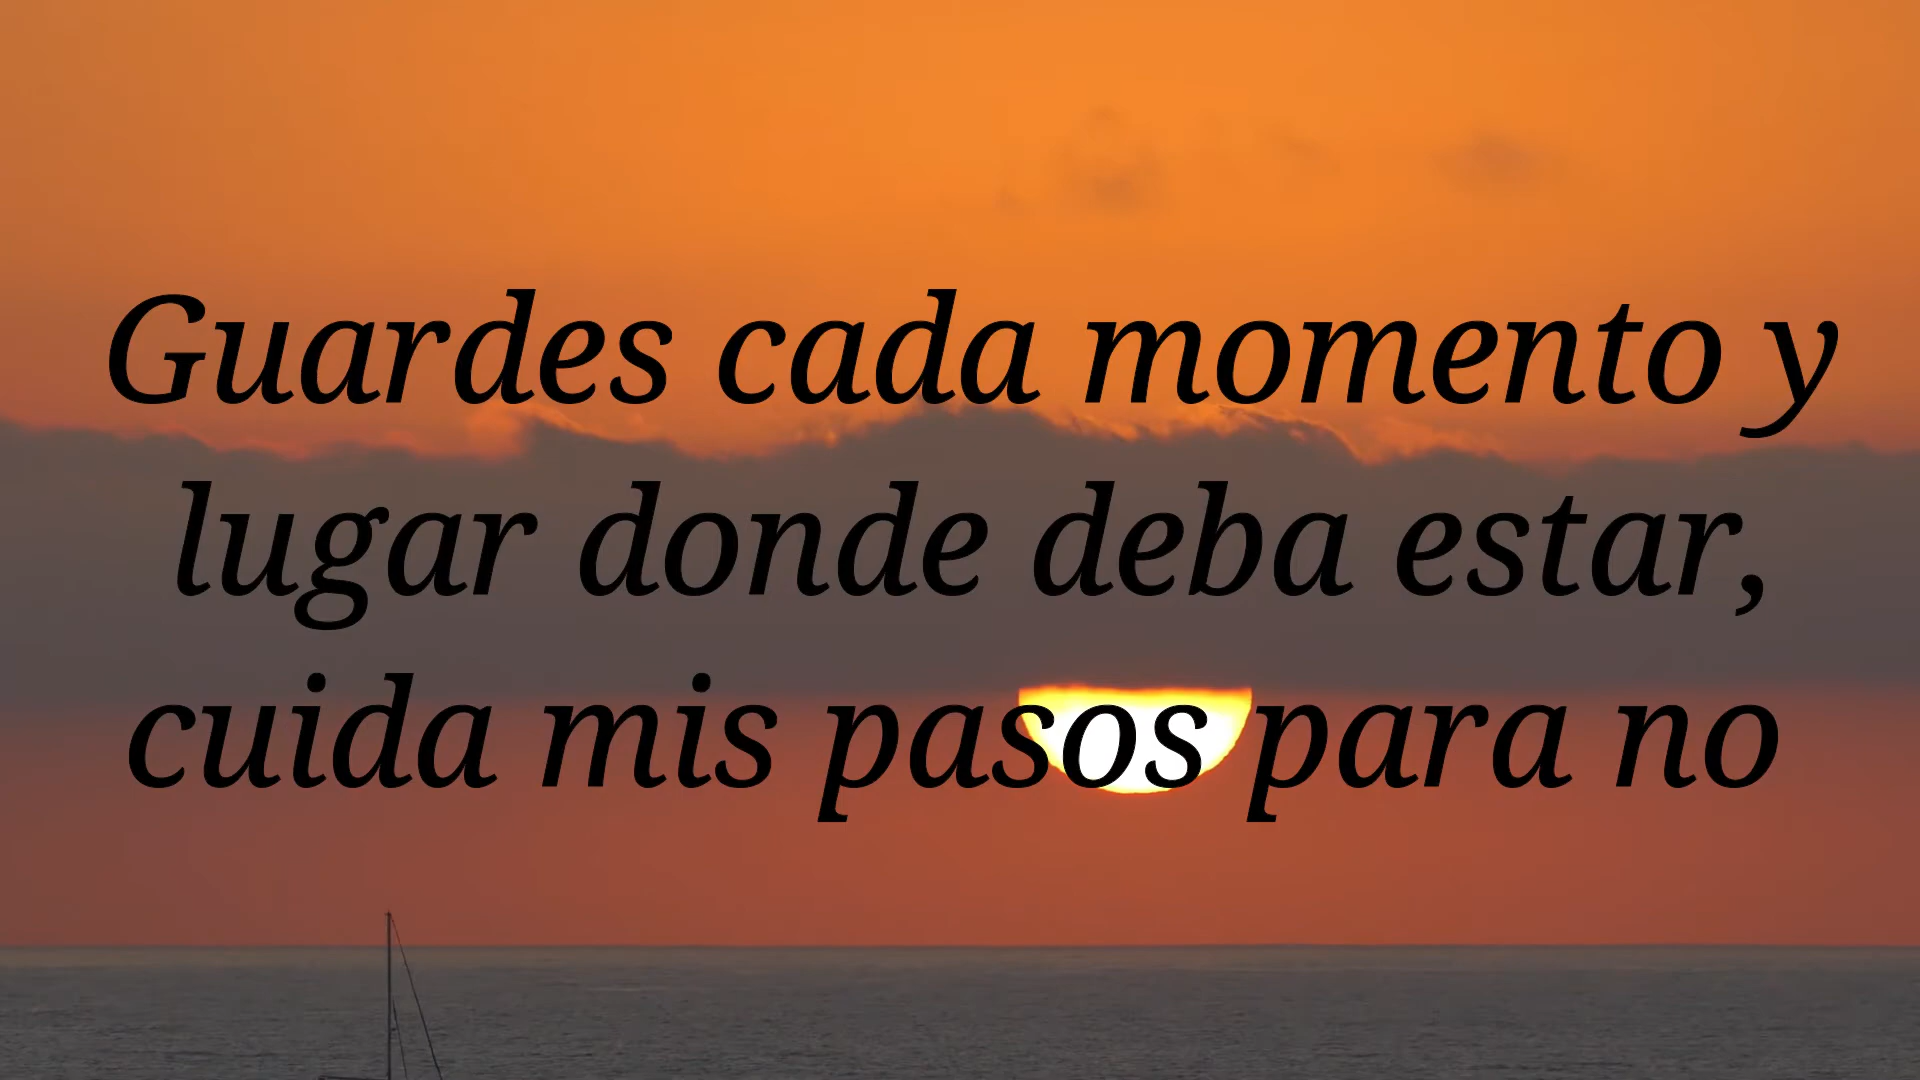 Guardes cada momento y
lugar donde deba estar,
cuida mis pasos para no